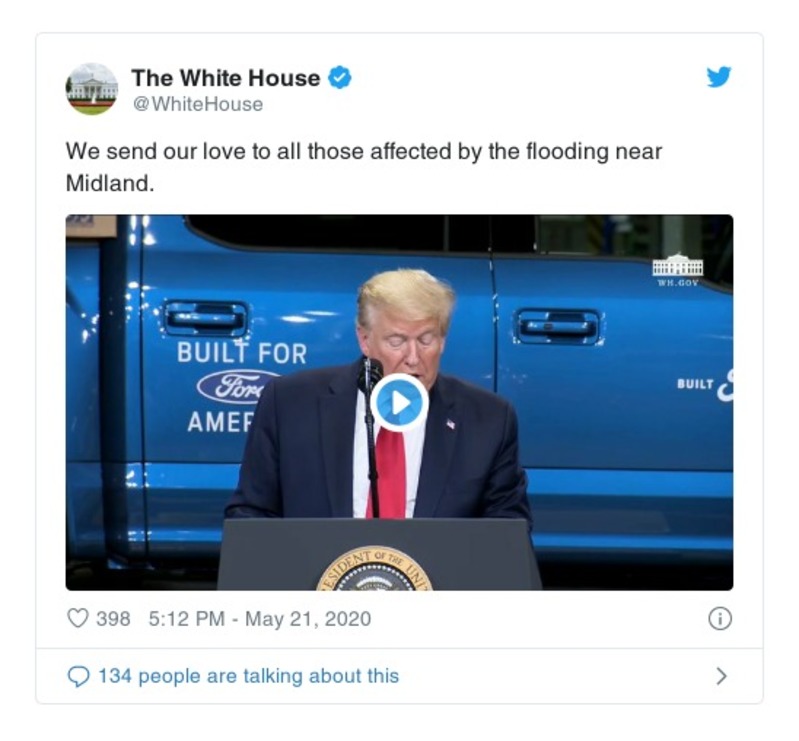 The White House
@WhiteHouse
We send our love to all those affected by the flooding near
Midland.
WH.GOV
BUILT FOR
Ford
AMER
BUILT
PRESIDENT OF THE UNIT
398 5:12 PM - May 21, 2020
134 people are talking about this